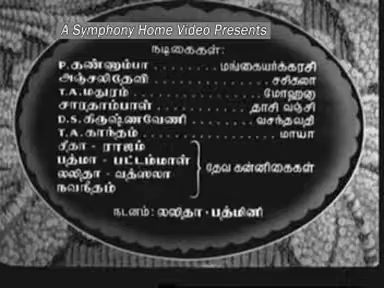 A Symphony Home Video Presents
நடிகைகள்:
P. கண்ணும்பா ........ மங்கையர்க்கரசி
அஞ்சலிதேவி ........ சசிகலா
T.A. மதுரம் ........ மோஹனு
சாரதாம்பாள் ........ தாசி வஞ்சி
D.S. கிருஷ்ணவேணி ........ வசந்தவதி
T.A. காந்தம் ........ மாயா
சீதா - ராஜம்
பத்மா - பட்டம்மாள்
லலிதா - வத்ஸலா
நவநீதம்
தேவ கன்னிகைகள்
நடனம்: லலிதா - பத்மினி